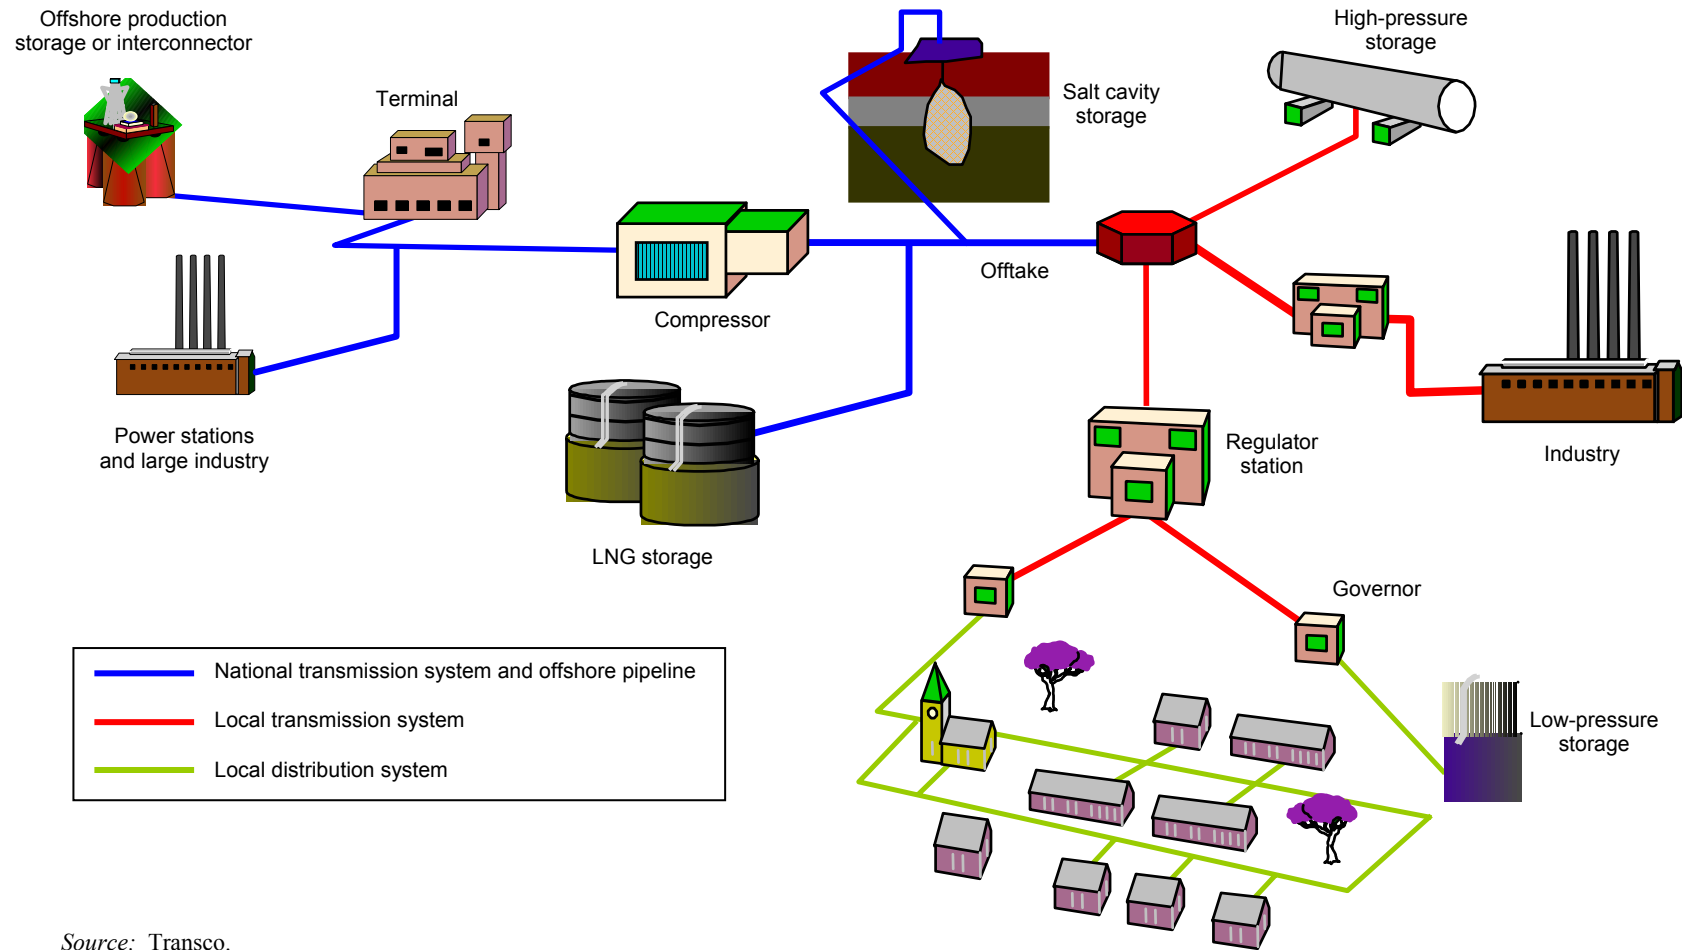 Offshore production
storage or interconnector
Terminal
Salt cavity
storage
High-pressure
storage
Offtake
Compressor
Power stations
and large industry
Regulator
station
Industry
LNG storage
Governor
National transmission system and offshore pipeline
Local transmission system
Local distribution system
Low-pressure
storage
Source: Transco.